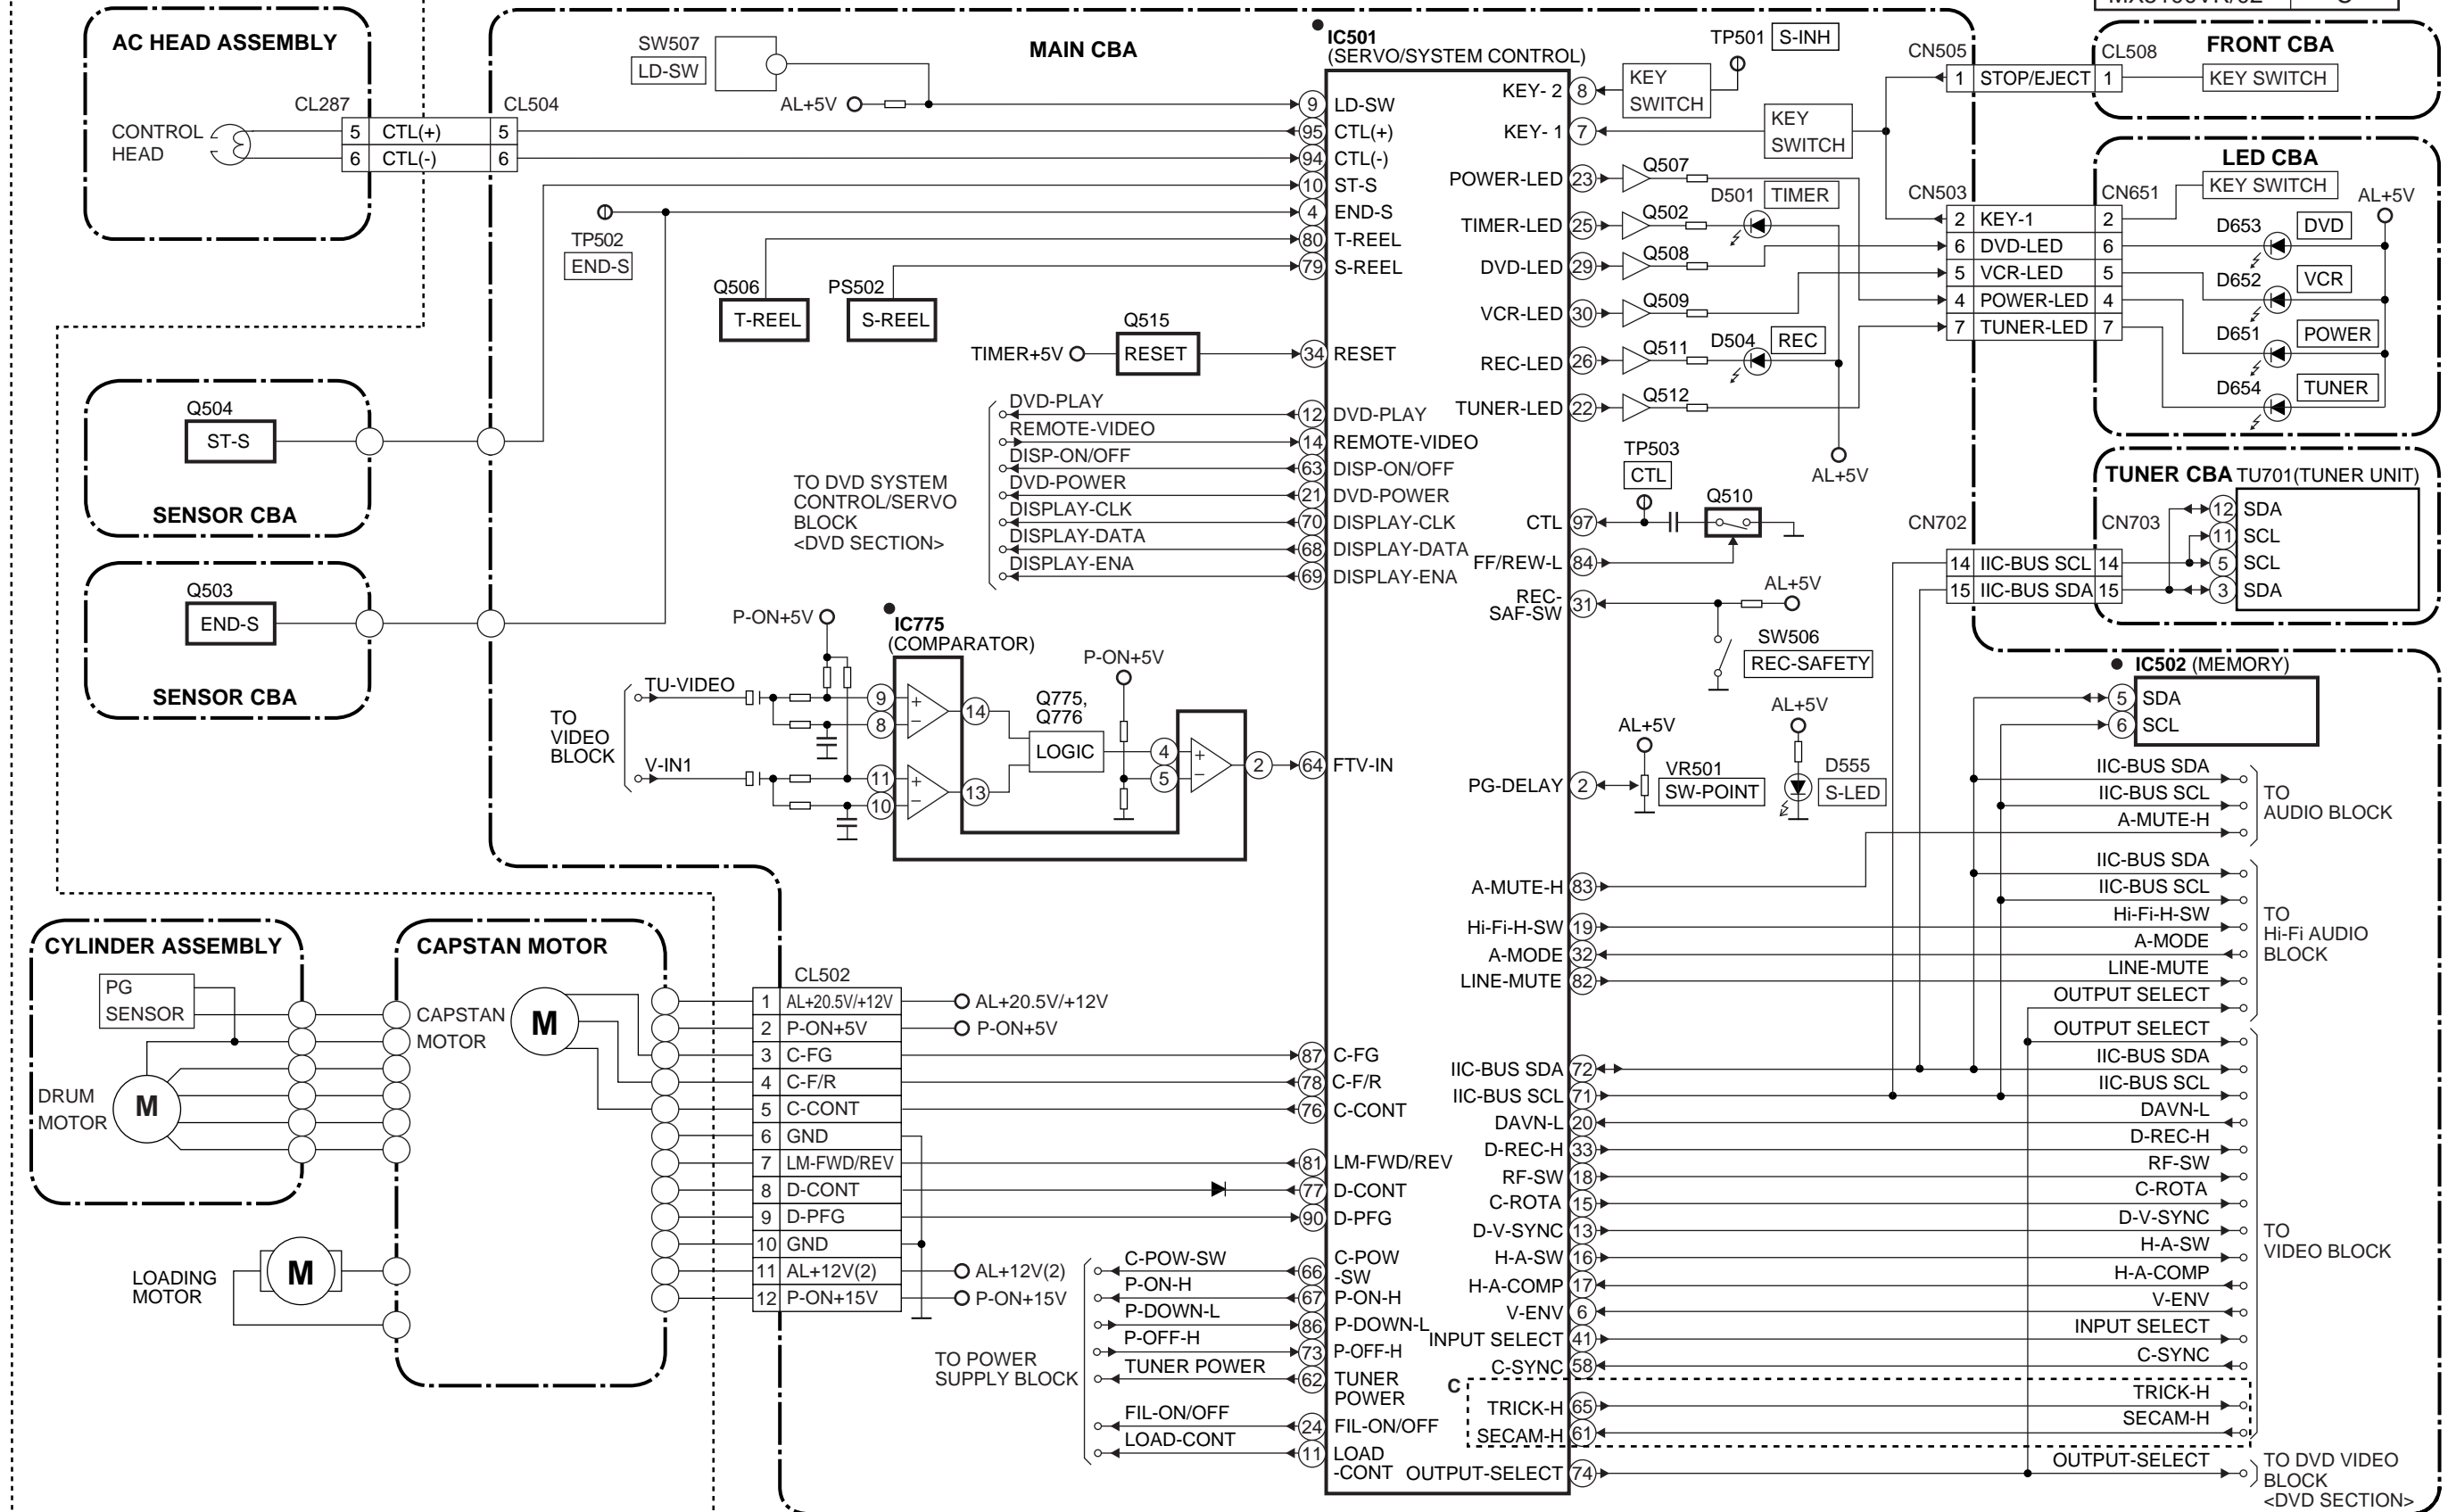 AC HEAD ASSEMBLY
CL287
CL504
CONTROL
HEAD
5 CTL(+) 5
6 CTL(-) 6
SW507
LD-SW
AL+5V
MAIN CBA
TP502
END-S
Q506
T-REEL
PS502
S-REEL
Q515
TIMER+5V
RESET
Q504
ST-S
SENSOR CBA
Q503
END-S
SENSOR CBA
TO DVD SYSTEM
CONTROL/SERVO
BLOCK
<DVD SECTION>
DVD-PLAY
REMOTE-VIDEO
DISP-ON/OFF
DVD-POWER
DISPLAY-CLK
DISPLAY-DATA
DISPLAY-ENA
P-ON+5V
IC775
(COMPARATOR)
P-ON+5V
TO
VIDEO
BLOCK
TU-VIDEO
V-IN1
9
8
11
10
+
−
+
−
14
13
Q775,
Q776
LOGIC
4
5
+
−
2
IC501
(SERVO/SYSTEM CONTROL)
9 LD-SW
95 CTL(+)
94 CTL(-)
10 ST-S
4 END-S
80 T-REEL
79 S-REEL
34 RESET
12 DVD-PLAY
14 REMOTE-VIDEO
63 DISP-ON/OFF
21 DVD-POWER
70 DISPLAY-CLK
68 DISPLAY-DATA
69 DISPLAY-ENA
64 FTV-IN
87 C-FG
78 C-F/R
76 C-CONT
81 LM-FWD/REV
77 D-CONT
90 D-PFG
66 C-POW
-SW
67 P-ON-H
86 P-DOWN-L
73 P-OFF-H
62 TUNER
POWER
24 FIL-ON/OFF
11 LOAD
-CONT
KEY- 2 8
KEY- 1 7
POWER-LED 23
TIMER-LED 25
DVD-LED 29
VCR-LED 30
REC-LED 26
TUNER-LED 22
CTL 97
FF/REW-L 84
REC-
SAF-SW 31
PG-DELAY 2
A-MUTE-H 83
Hi-Fi-H-SW 19
A-MODE 32
LINE-MUTE 82
IIC-BUS SDA 72
IIC-BUS SCL 71
DAVN-L 20
D-REC-H 33
RF-SW 18
C-ROTA 15
D-V-SYNC 13
H-A-SW 16
H-A-COMP 17
V-ENV 6
INPUT SELECT 41
C-SYNC 58
C
TRICK-H 65
SECAM-H 61
OUTPUT-SELECT 74
TP501 S-INH
KEY
SWITCH
KEY
SWITCH
Q507
Q502
D501 TIMER
Q508
Q509
Q511
D504 REC
Q512
AL+5V
TP503
CTL
Q510
AL+5V
SW506
REC-SAFETY
AL+5V
VR501
SW-POINT
AL+5V
D555
S-LED
CN505
1 STOP/EJECT 1
CL508
FRONT CBA
KEY SWITCH
LED CBA
KEY SWITCH
AL+5V
CN503
CN651
2 KEY-1 2
6 DVD-LED 6
5 VCR-LED 5
4 POWER-LED 4
7 TUNER-LED 7
D653 DVD
D652 VCR
D651 POWER
D654 TUNER
TUNER CBA TU701(TUNER UNIT)
CN702
CN703
14 IIC-BUS SCL 14
15 IIC-BUS SDA 15
12 SDA
11 SCL
5 SCL
3 SDA
IC502 (MEMORY)
5 SDA
6 SCL
IIC-BUS SDA
IIC-BUS SCL
A-MUTE-H
TO
AUDIO BLOCK
IIC-BUS SDA
IIC-BUS SCL
Hi-Fi-H-SW
A-MODE
LINE-MUTE
OUTPUT SELECT
TO
Hi-Fi AUDIO
BLOCK
OUTPUT SELECT
IIC-BUS SDA
IIC-BUS SCL
DAVN-L
D-REC-H
RF-SW
C-ROTA
D-V-SYNC
H-A-SW
H-A-COMP
V-ENV
INPUT SELECT
C-SYNC
TRICK-H
SECAM-H
TO
VIDEO BLOCK
OUTPUT-SELECT
TO DVD VIDEO
BLOCK
<DVD SECTION>
CYLINDER ASSEMBLY
PG
SENSOR
DRUM
MOTOR
M
LOADING
MOTOR
M
CAPSTAN MOTOR
CAPSTAN
MOTOR
M
CL502
1 AL+20.5V/+12V
2 P-ON+5V
3 C-FG
4 C-F/R
5 C-CONT
6 GND
7 LM-FWD/REV
8 D-CONT
9 D-PFG
10 GND
11 AL+12V(2)
12 P-ON+15V
AL+20.5V/+12V
P-ON+5V
AL+12V(2)
P-ON+15V
TO POWER
SUPPLY BLOCK
C-POW-SW
P-ON-H
P-DOWN-L
P-OFF-H
TUNER POWER
FIL-ON/OFF
LOAD-CONT